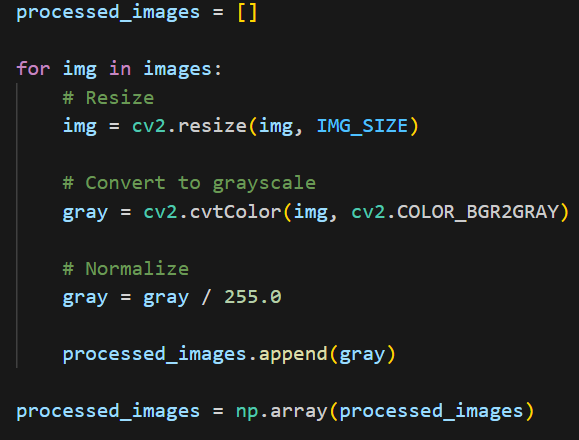 processed_images = []
for img in images:
    # Resize
    img = cv2.resize(img, IMG_SIZE)
    # Convert to grayscale
    gray = cv2.cvtColor(img, cv2.COLOR_BGR2GRAY)
    # Normalize
    gray = gray / 255.0
    processed_images.append(gray)
processed_images = np.array(processed_images)